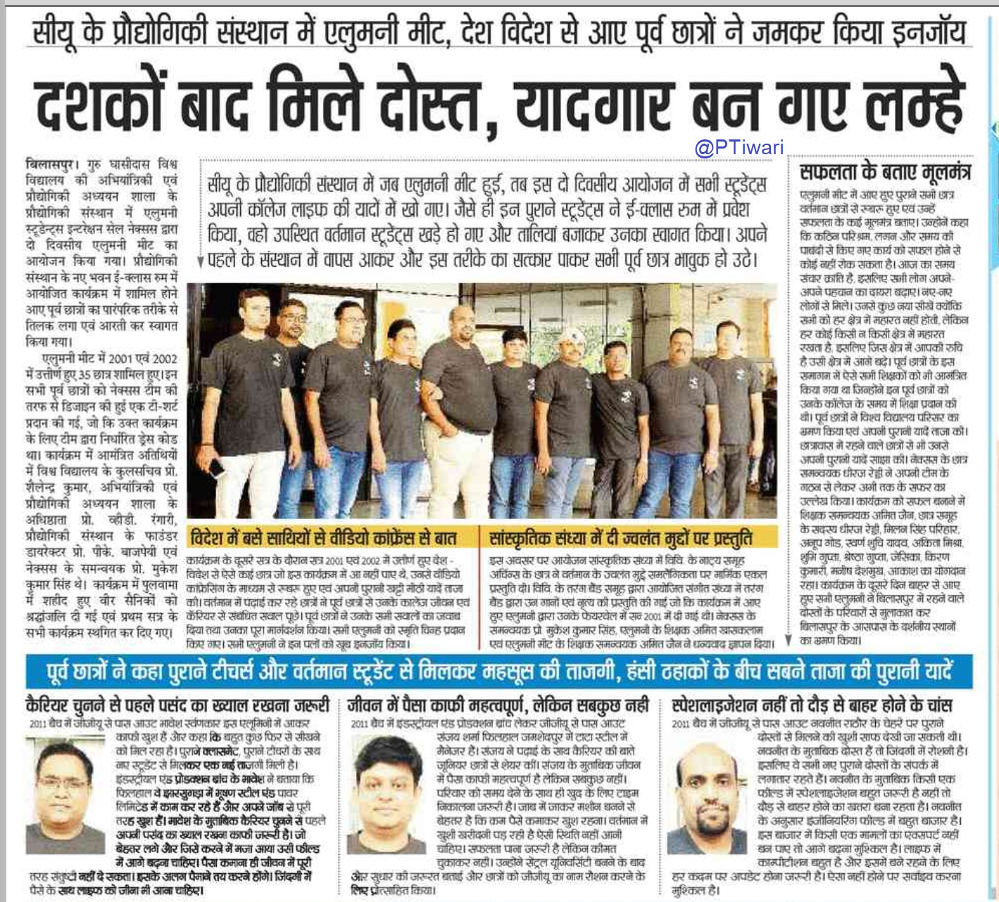 सीयू के प्रौद्योगिकी संस्थान में एलुमनी मीट, देश विदेश से आए पूर्व छात्रों ने जमकर किया इनजॉय
दशकों बाद मिले दोस्त, यादगार बन गए लम्हे
@PTiwari
बिलासपुर। गुरु घासीदास विश्व
विद्यालय की अभियांत्रिकी एवं
प्रौद्योगिकी अध्ययन शाला के
प्रौद्योगिकी संस्थान में एलुमनी
स्टूडेन्ट्स इन्टरेक्षन सेल नेक्सस द्वारा
दो दिवसीय एलुमनी मीट का
आयोजन किया गया। प्रौद्योगिकी
संस्थान के नए भवन ई-क्लास रुम में
आयोजित कार्यक्रम में शामिल होने
आए पूर्व छात्रों का पारंपरिक तरीके से
तिलक लगा एवं आरती कर स्वागत
किया गया।
एलुमनी मीट में 2001 एवं 2002
में उत्तीर्ण हुए 35 छात्र शामिल हुए। इन
सभी पूर्व छात्रों को नेक्सस टीम की
तरफ से डिजाइन की हुई एक टी-शर्ट
प्रदान की गई, जो कि उक्त कार्यक्रम
के लिए टीम द्वारा निर्धारित ड्रेस कोड
था। कार्यक्रम में आमंत्रित अतिथियों
में विश्व विद्यालय के कुलसचिव प्रो.
शैलेन्द्र कुमार, अभियांत्रिकी एवं
प्रौद्योगिकी अध्ययन शाला के
अधिष्ठाता प्रो. व्हीडी. रंगारी,
प्रौद्योगिकी संस्थान के फाउंडर
डायरेक्टर प्रो. पीके. बाजपेयी एवं
नेक्सस के समन्वयक प्रो. मुकेश
कुमार सिंह थे। कार्यक्रम में पुलवामा
में शहीद हुए वीर सैनिकों को
श्रद्धांजलि दी गई एवं प्रथम सत्र के
सभी कार्यक्रम स्थगित कर दिए गए।
सीयू के प्रौद्योगिकी संस्थान में जब एलुमनी मीट हुई, तब इस दो दिवसीय आयोजन में सभी स्टूडेंट्स
अपनी कॉलेज लाइफ की यादों में खो गए। जैसे ही इन पुराने स्टूडेंट्स ने ई-क्लास रुम में प्रवेश
किया, वहो उपस्थित वर्तमान स्टूडेंट्स खड़े हो गए और तालियां बजाकर उनका स्वागत किया। अपने
पहले के संस्थान में वापस आकर और इस तरीके का सत्कार पाकर सभी पूर्व छात्र भावुक हो उठे।
विदेश में बसे साथियों से वीडियो कांफ्रेंस से बात
कार्यक्रम के दूसरे सत्र के दौरान सत्र 2001 एवं 2002 में उत्तीर्ण हुए देश -
विदेश से ऐसे कई छात्र जो इस कार्यक्रम में आ नहीं पाए थे, उनसे वीडियो
कांफ्रेसिंग के माध्यम से रुबरू हुए एवं अपनी पुरानी खट्टी मीठी यादें ताजा
की। वर्तमान में पढ़ाई कर रहे छात्रों ने पूर्व छात्रों से उनके कालेज जीवन एवं
कॅरियर से संबंधित सवाल पूछे। पूर्व छात्रों ने उनके सभी सवालों का जवाब
दिया तथा उनका पूरा मार्गदर्शन किया। सभी एलुमनी को स्मृति चिन्ह प्रदान
किए गए। सभी एलुमनी ने इन पलों को खूब इनजॉय किया।
सांस्कृतिक संध्या में दी ज्वलंत मुद्दों पर प्रस्तुति
इस अवसर पर आयोजन सांस्कृतिक संध्या में विवि. के नाट्य समूह
अर्चिन्स के छात्र ने वर्तमान के ज्वलंत मुद्दे समलैंगिकता पर मार्मिक एकल
प्रस्तुति दी। विवि. के तरंग बैंड समूह द्वारा आयोजित संगीत संध्या में तरंग
बैंड द्वारा उन गानों एवं नृत्य की प्रस्तुति की गई जो कि कार्यक्रम में आए
हुए एलुमनी द्वारा उनके फेयरवेल में सन् 2001 में दी गई थी। नेक्सस के
समन्वयक प्रो. मुकेश कुमार सिंह, एलुमनी के शिक्षक अमित खासकलाम
एवं एलुमनी मीट के शिक्षक समन्वयक अमित जैन ने धन्यवाद ज्ञापन दिया।
सफलता के बताए मूलमंत्र
एलुमनी मीट में आए हुए पुराने सभी छात्र
वर्तमान छात्रों से रुबरु हुए एवं उन्हें
सफलता के काई मूलमंत्र बताए। उन्होंने कहा
कि कठिन परिश्रम, लगन और समय की
पाबंदी से किए गए कार्य को सफल होने से
कोई नहीं रोक सकता है। आज का समय
संचार क्रांति है, इसलिए सभी लोग अपने-
अपने पहचान का दायरा बढ़ाए। नए-नए
लोगों से मिले। उनसे कुछ नया सीखें क्योंकि
सभी को हर क्षेत्र में महारत नहीं होती, लेकिन
हर कोई किसी न किसी क्षेत्र में महारत
रखता है, इसलिए जिस क्षेत्र में आपकी रुचि
है उसी क्षेत्र में आगे बढ़े। पूर्व छात्रों के इस
समागम में ऐसे सभी शिक्षकों को भी आमंत्रित
किया गया था जिन्होंने इन पूर्व छात्रों को
उनके कॉलेज के समय में शिक्षा प्रदान की
थी। पूर्व छात्रों ने विश्व विद्यालय परिसर का
भ्रमण किया एवं अपनी पुरानी यादें ताजा की।
छात्रावास में रहने वाले छात्रों से भी उनसे
अपनी पुरानी यादें साझा की। नेक्सस के छात्र
समन्वयक धीरज रेड्डी ने अपनी टीम के
गठन से लेकर अभी तक के सफर का
उल्लेख किया। कार्यक्रम को सफल बनाने में
शिक्षक समन्वयक अमित जैन, छात्र समूह
के सदस्य धीरज रेड्डी, मिलन सिंह परिहार,
अनूप गोड, स्वर्ण शुचि यादव, अंकिता मिश्रा,
शुभि गुप्ता, श्रेष्ठा गुप्ता, जेसिका, किरण
कुमारी, मनीष देशमुख, आकाश का योगदान
रहा। कार्यक्रम के दूसरे दिन बाहर से आए
हुए सभी एलुमनी ने बिलासपुर में रहने वाले
दोस्तों के परिवारों से मुलाकात कर
बिलासपुर के आसपास के दर्शनीय स्थानों
का भ्रमण किया।
पूर्व छात्रों ने कहा पुराने टीचर्स और वर्तमान स्टूडेंट से मिलकर महसूस की ताजगी, हंसी ठहाकों के बीच सबने ताजा की पुरानी यादें
कैरियर चुनने से पहले पसंद का ख्याल रखना जरूरी
2011 बैच में जीजीयू से पास आउट भावेश स्वर्णकार इस एलूमिनी में आकर
काफी खुश हैं और कहा कि बहुत कुछ फिर से सीखने
को मिल रहा है। पुराने क्लासमेट, पुराने टीचरों के साथ
नए स्टूडेंट से मिलकर एक नई ताजगी मिली है।
इंडस्ट्रीयल एंड प्रोडक्शन ब्रांच के भावेश ने बताया कि
फिलहाल वे झारसुगड़ा में भूषण स्टील एंड पावर
लिमिटेड में काम कर रहे हैं और अपने जॉब से पूरी
तरह खुश हैं। भावेश के मुताबिक कैरियर चुनने से पहले
अपनी पसंद का ख्याल रखना काफी जरूरी है। जो
बेहतर लगे और जिसे करने में मजा आया उसी फील्ड
में आगे बढ़ना चाहिए। पैसा कमाना ही जीवन में पूरी
तरह संतुष्टी नहीं दे सकता। इसके अलग पैमाने तय करने होंगे। जिंदगी में
पैसे के साथ लाइफ को जीना भी आना चाहिए।
जीवन में पैसा काफी महत्वपूर्ण, लेकिन सबकुछ नही
2011 बैच में इंडस्ट्रीयल एंड प्रोडक्शन ब्रांच लेकर जीजीयू से पास आउट
संजय शर्मा फिलहाल जमशेदपुर में टाटा स्टील में
मैनेजर है। संजय ने पढ़ाई के साथ कैरियर की बातें
जूनियर छात्रों से शेयर की। संजय के मुताबिक जीवन
में पैसा काफी महत्वपूर्ण है लेकिन सबकुछ नहीं।
परिवार को समय देने के साथ ही खुद के लिए टाइम
निकालना जरूरी है। जाब में जाकर मशीन बनने से
बेहतर है कि कम पैसे कमाकर खुश रहना। वर्तमान में
खुशी खरीदनी पड़ रही है ऐसी स्थिति नहीं आनी
चाहिए। सफलता पाना जरूरी है लेकिन कीमत
चुकाकर नहीं। उन्होंने सेंट्रल यूनिवर्सिटी बनने के बाद
और सुधार की जरूरत बताई और छात्रों को जीजीयू का नाम रौशन करने के
लिए प्रोत्साहित किया।
स्पेशलाइजेशन नहीं तो दौड़ से बाहर होने के चांस
2011 बैच में जीजीयू से पास आउट नवनीत राठौर के चेहरे पर पुराने
दोस्तों से मिलने की खुशी साफ देखी जा सकती थी।
नवनीत के मुताबिक दोस्त हैं तो जिंदगी में रोशनी है।
इसलिए वे सभी नए पुराने दोस्तों के संपर्क में
लगातार रहते हैं। नवनीत के मुताबिक किसी एक
फील्ड में स्पेशलाइजेशन बहुत जरूरी है नहीं तो
दौड़ से बाहर होने का खतरा बना रहता है। नवनीत
के अनुसार इंजीनियरिंग फील्ड में बहुत बाजार है।
इस बाजार में किसी एक मामलों का एक्सपर्ट नहीं
बन पाए तो आगे बढ़ना मुश्किल है। लाइफ में
काम्पीटीशन बहुत है और इसमें बने रहने के लिए
हर कदम पर अपडेट होना जरूरी है। ऐसा नहीं होने पर सर्वाइव करना
मुश्किल है।